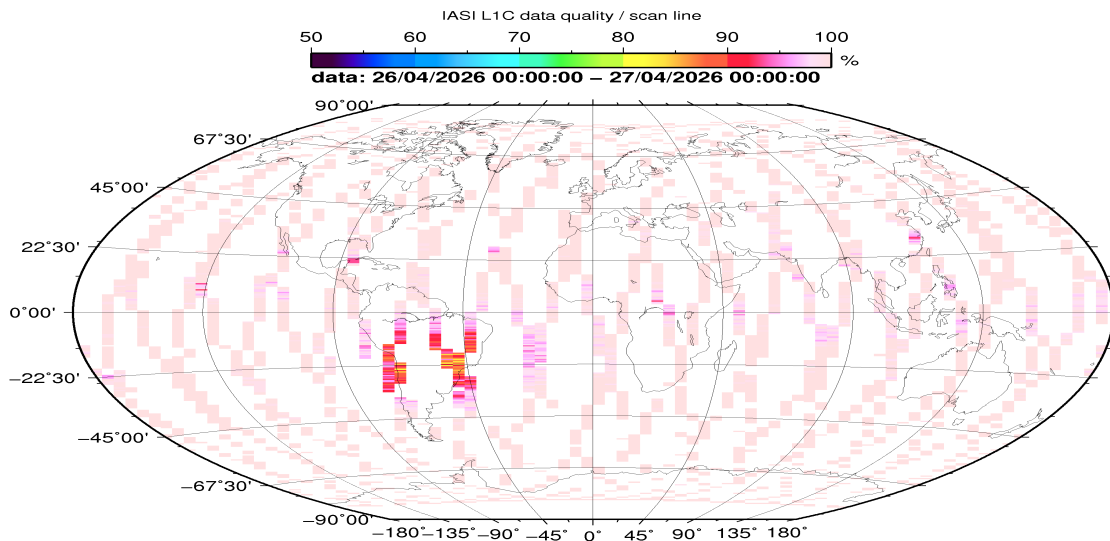 IASI L1C data quality / scan line
50 60 70 80 90 100
%
data: 26/04/2026 00:00:00 – 27/04/2026 00:00:00
90°00'
67°30'
45°00'
22°30'
0°00'
−22°30'
−45°00'
−67°30'
−90°00'
−180° −135° −90° −45° 0° 45° 90° 135° 180°